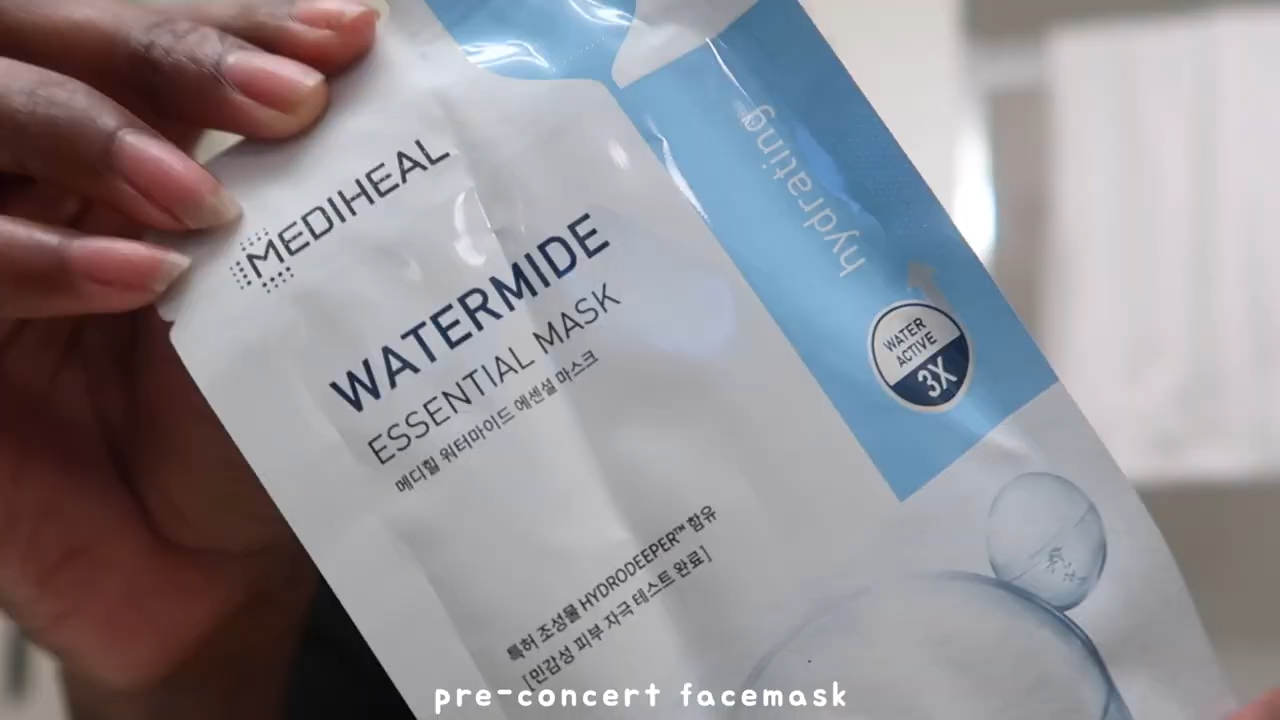 MEDIHEAL
WATERMIDE
ESSENTIAL MASK
메디힐 워터마이드 에센셜 마스크
특허 조성물 HYDRODEEPER™ 함유
[민감성 피부 자극 테스트 완료]
hydrating
WATER
ACTIVE
3X
pre-concert facemask